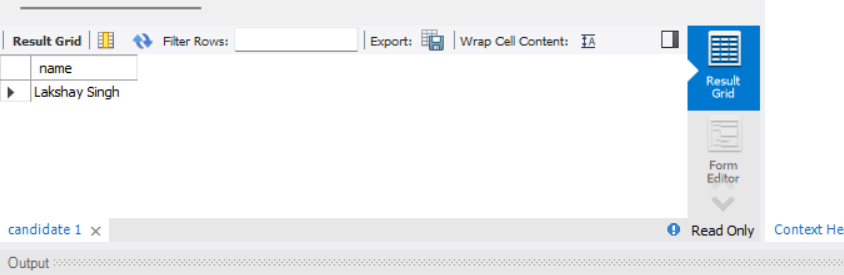 Result Grid Filter Rows: Export: Wrap Cell Content: IA
name
Lakshay Singh
Result
Grid
Form
Editor
candidate 1 × Read Only Context He
Output